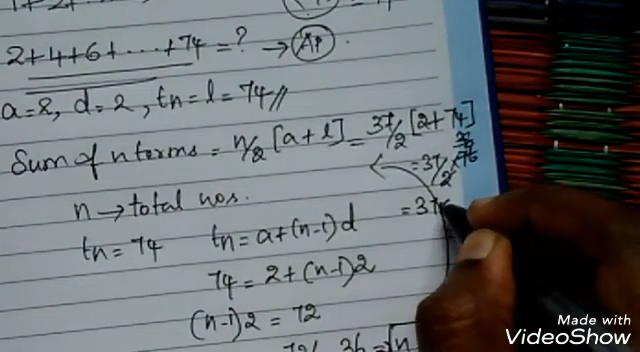 2+4+6+.....+74=? → AP.
a=2, d=2, tn=l=74//
Sum of n terms = n/2 [a+l] = 37/2 [2+74]
= 37/2 × 76
n → total nos.
= 37
tn = 74 tn = a+(n-1)d
74 = 2+(n-1)2
(n-1)2 = 72
Made with
VideoShow